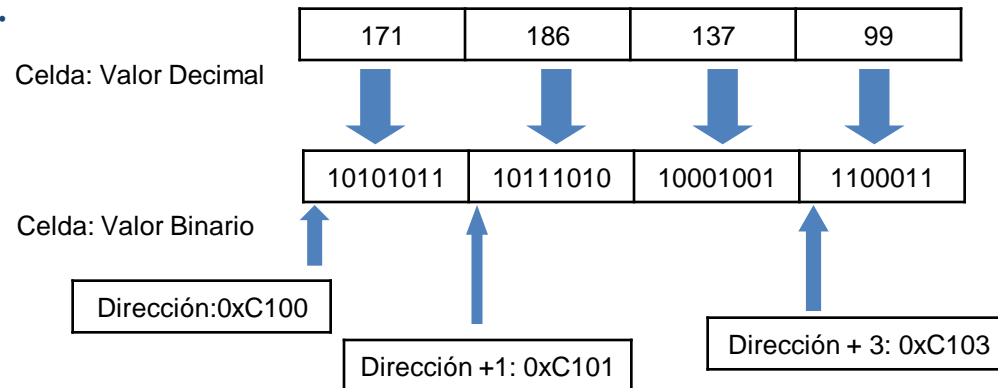 171 186 137 99
Celda: Valor Decimal
10101011 10111010 10001001 1100011
Celda: Valor Binario
Dirección:0xC100
Dirección +1: 0xC101
Dirección + 3: 0xC103